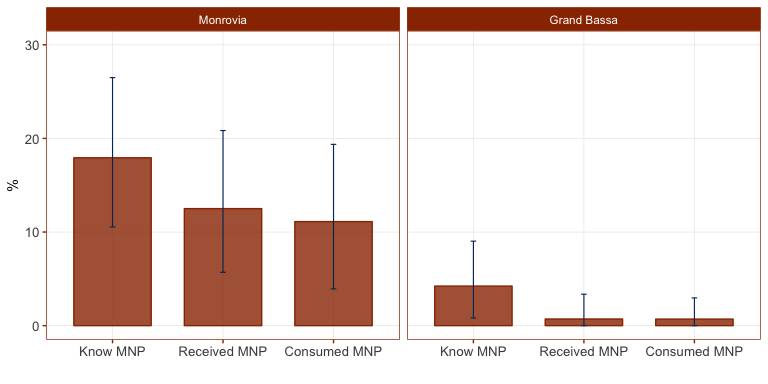 Monrovia
Grand Bassa
%
30
20
10
0
Know MNP Received MNP Consumed MNP
Know MNP Received MNP Consumed MNP